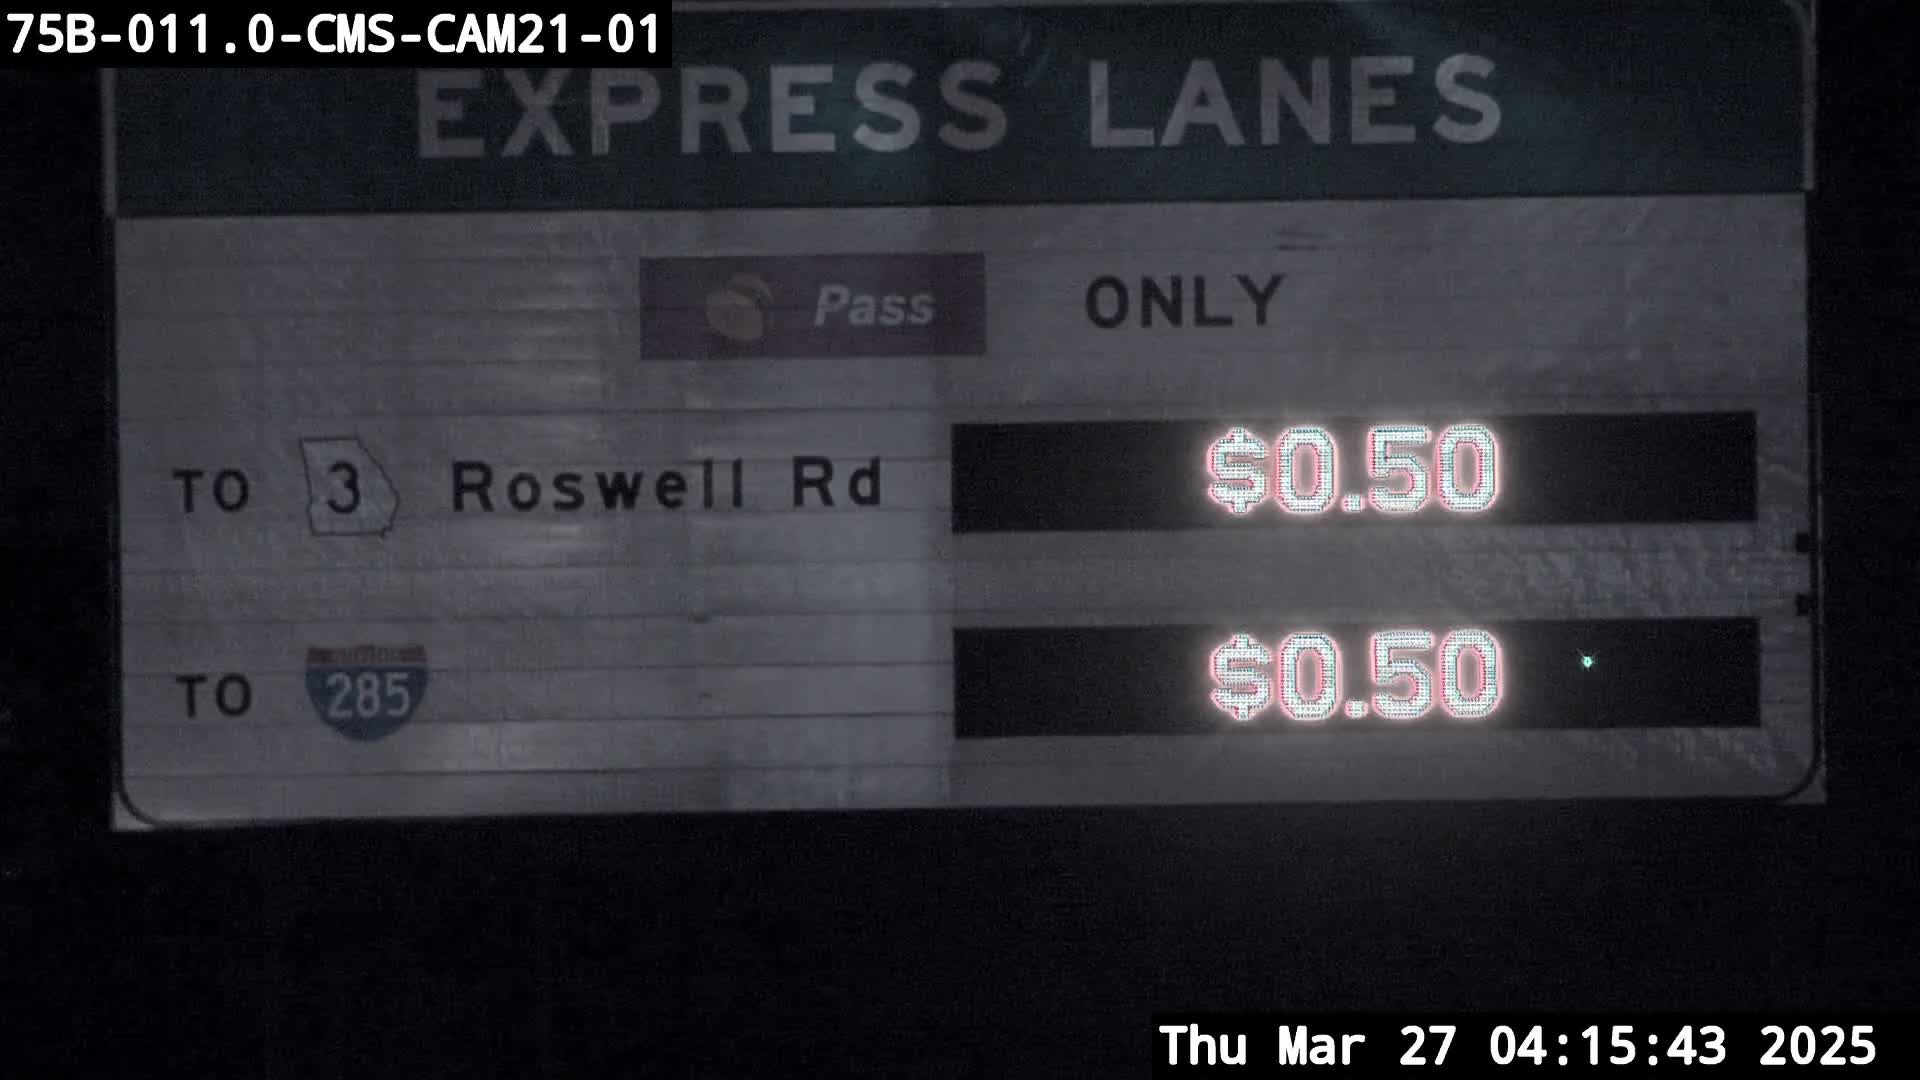 75B-011.0-CMS-CAM21-01
EXPRESS LANES
Pass ONLY
TO 3 Roswell Rd $0.50
TO 285 $0.50
Thu Mar 27 04:15:43 2025